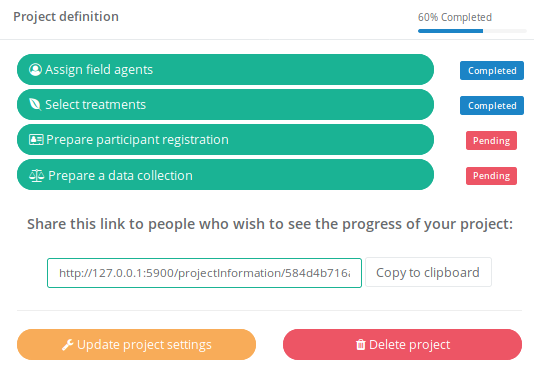 Project definition
60% Completed
Assign field agents
Completed
Select treatments
Completed
Prepare participant registration
Pending
Prepare a data collection
Pending
Share this link to people who wish to see the progress of your project:
http://127.0.0.1:5900/projectInformation/584d4b716
Copy to clipboard
Update project settings
Delete project